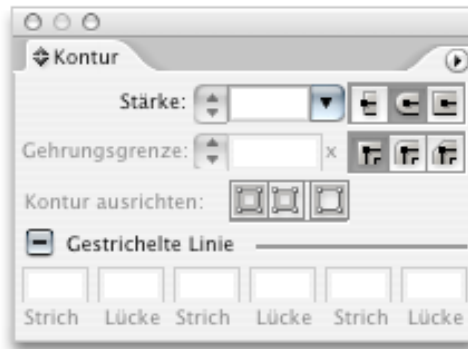 Kontur
Stärke:
Gehrungsgrenze: x
Kontur ausrichten:
Gestrichelte Linie
Strich Lücke Strich Lücke Strich Lücke